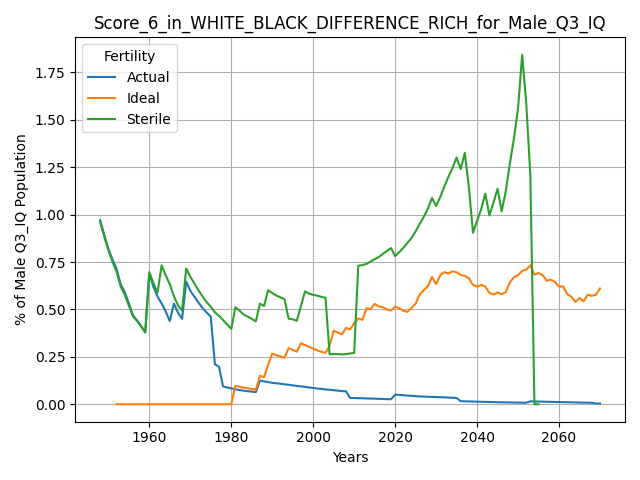 Score_6_in_WHITE_BLACK_DIFFERENCE_RICH_for_Male_Q3_IQ
Fertility
Actual
Ideal
Sterile
% of Male Q3_IQ Population
1.75
1.50
1.25
1.00
0.75
0.50
0.25
0.00
1960 1980 2000 2020 2040 2060
Years